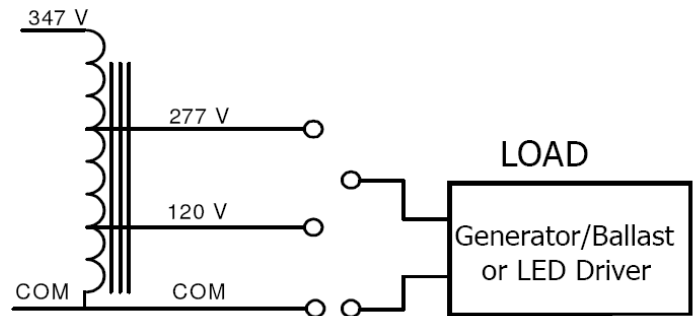 347 V
277 V
LOAD
120 V
Generator/Ballast
or LED Driver
COM COM